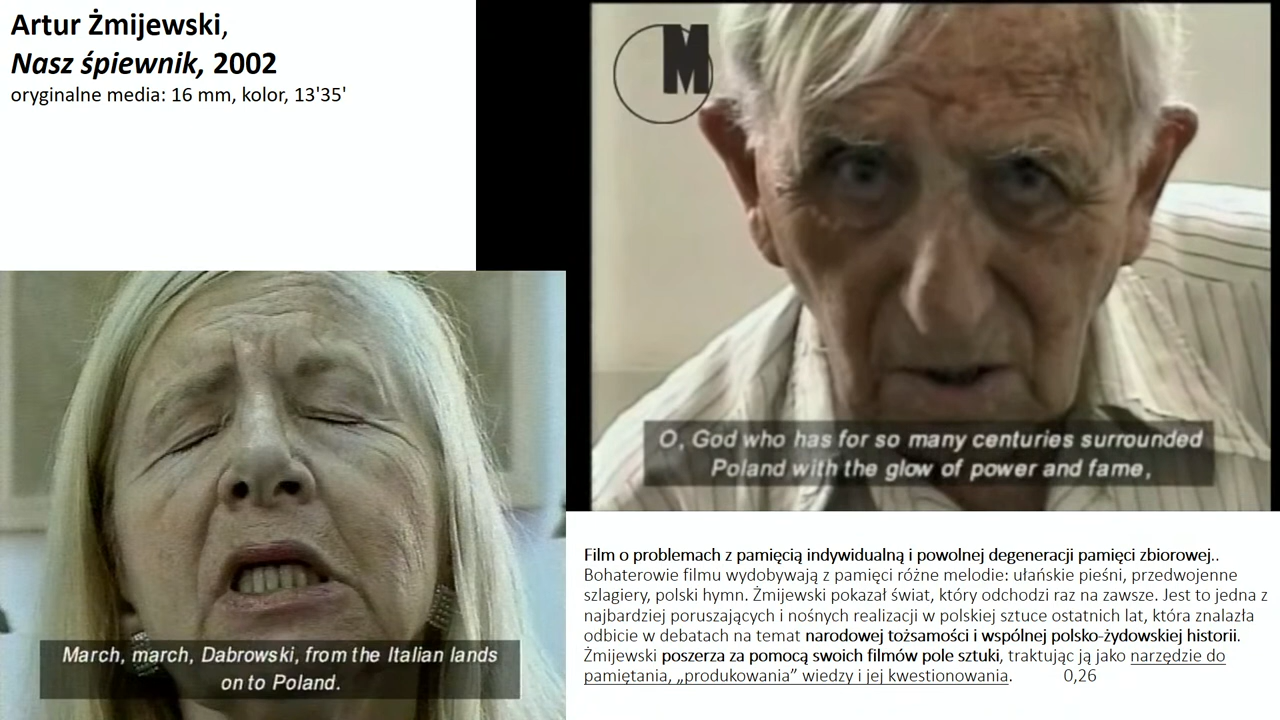 Artur Żmijewski,
Nasz śpiewnik, 2002
oryginalne media: 16 mm, kolor, 13'35'
M
O, God who has for so many centuries surrounded
Poland with the glow of power and fame,
March, march, Dabrowski, from the Italian lands
on to Poland.
Film o problemach z pamięcią indywidualną i powolnej degeneracji pamięci zbiorowej..
Bohaterowie filmu wydobywają z pamięci różne melodie: ułańskie pieśni, przedwojenne
szlagiery, polski hymn. Żmijewski pokazał świat, który odchodzi raz na zawsze. Jest to jedna z
najbardziej poruszających i nośnych realizacji w polskiej sztuce ostatnich lat, która znalazła
odbicie w debatach na temat narodowej tożsamości i wspólnej polsko-żydowskiej historii.
Żmijewski poszerza za pomocą swoich filmów pole sztuki, traktując ją jako narzędzie do
pamiętania, „produkowania” wiedzy i jej kwestionowania. 0,26